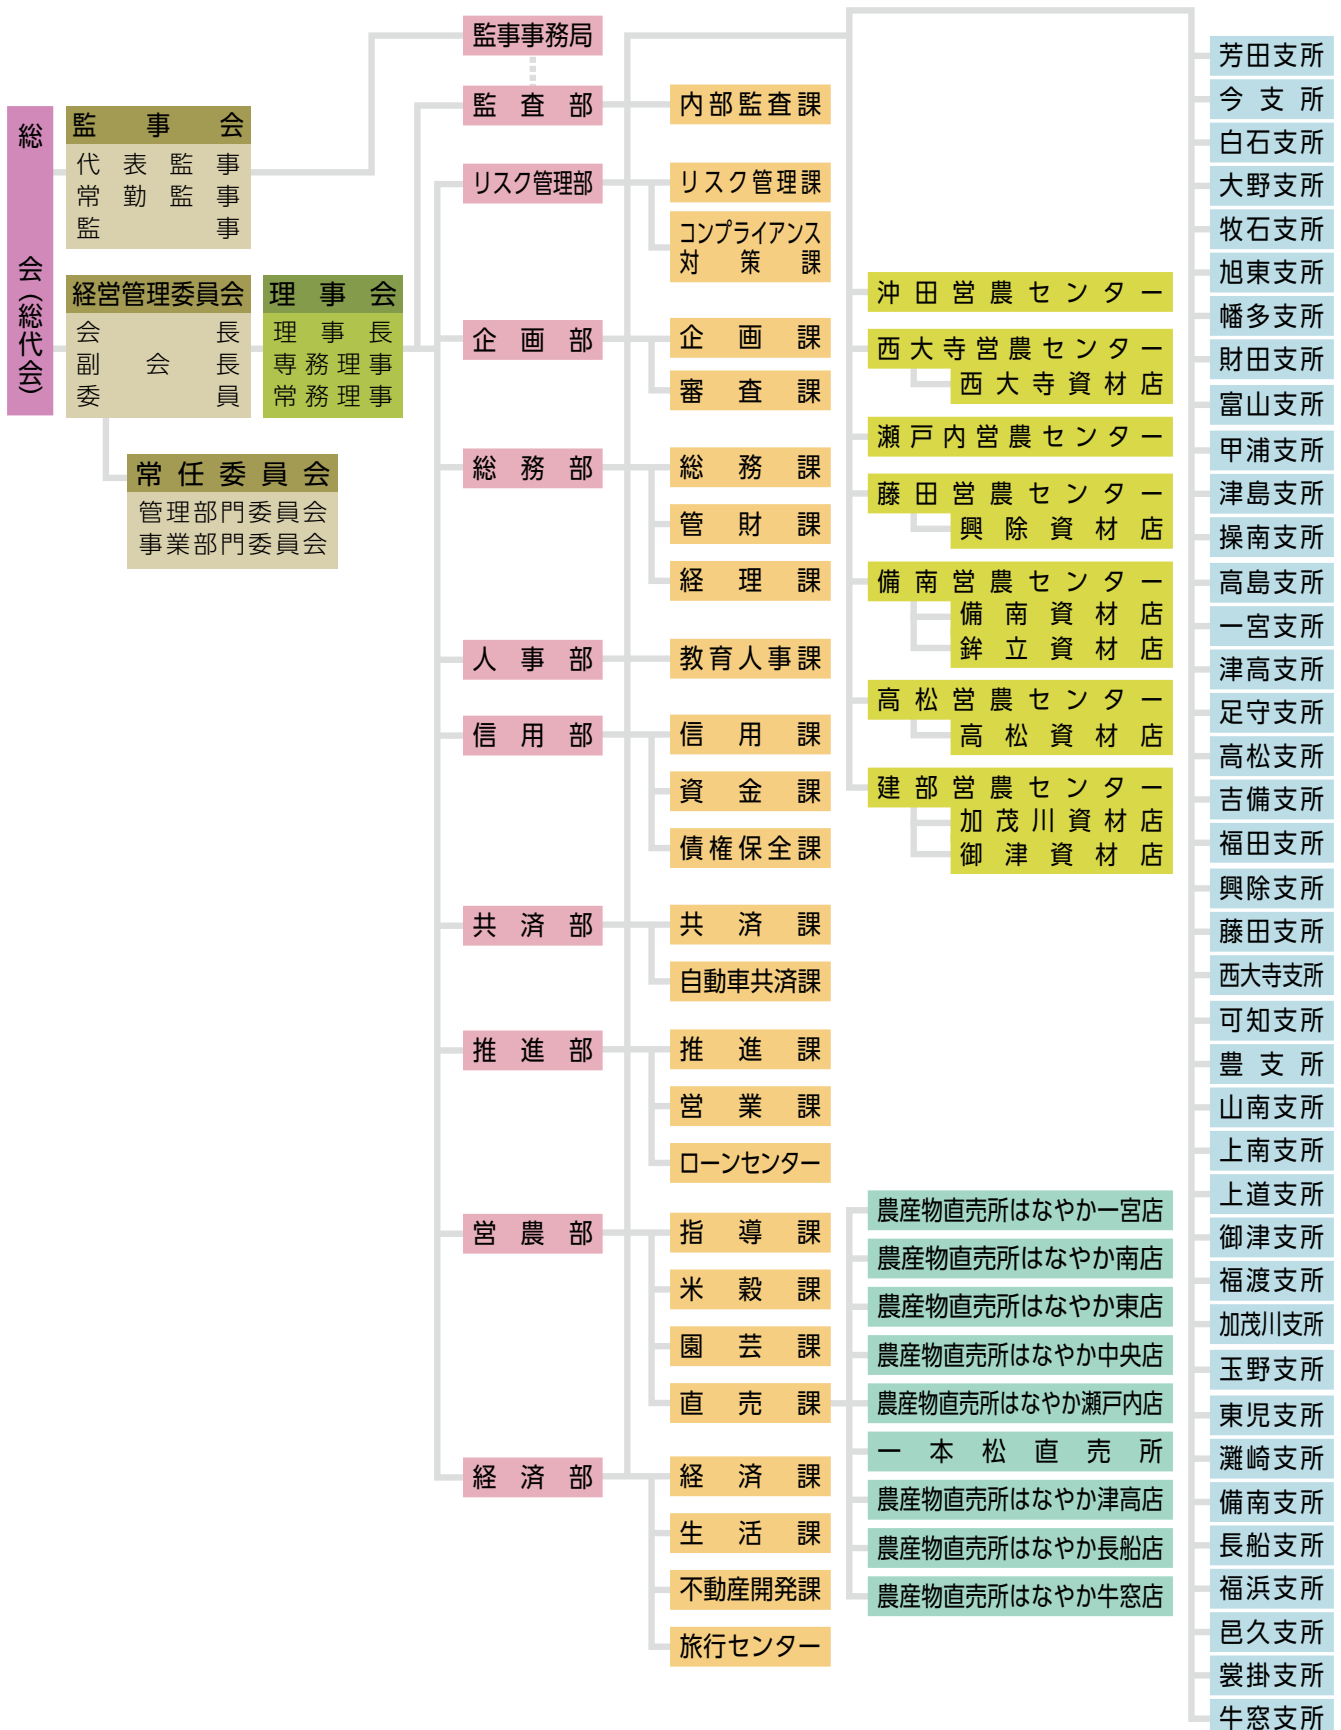 総会（総代会）
監事会
代表監事
常勤監事
監事
経営管理委員会
会長
副会長
委員
理事会
理事長
専務理事
常務理事
常任委員会
管理部門委員会
事業部門委員会
監事事務局
監査部
リスク管理部
企画部
総務部
人事部
信用部
共済部
推進部
営農部
経済部
内部監査課
リスク管理課
コンプライアンス
対策課
企画課
審査課
総務課
管財課
経理課
教育人事課
信用課
資金課
債権保全課
共済課
自動車共済課
推進課
営業課
ローンセンター
指導課
米穀課
園芸課
直売課
経済課
生活課
不動産開発課
旅行センター
沖田営農センター
西大寺営農センター
西大寺資材店
瀬戸内営農センター
藤田営農センター
興除資材店
備南営農センター
備南資材店
鉾立資材店
高松営農センター
高松資材店
建部営農センター
加茂川資材店
御津資材店
農産物直売所はなやか一宮店
農産物直売所はなやか南店
農産物直売所はなやか東店
農産物直売所はなやか中央店
農産物直売所はなやか瀬戸内店
一本松直売所
農産物直売所はなやか津高店
農産物直売所はなやか長船店
農産物直売所はなやか牛窓店
芳田支所
今支所
白石支所
大野支所
牧石支所
旭東支所
幡多支所
財田支所
富山支所
甲浦支所
津島支所
操南支所
高島支所
一宮支所
津高支所
足守支所
高松支所
吉備支所
福田支所
興除支所
藤田支所
西大寺支所
可知支所
豊支所
山南支所
上南支所
上道支所
御津支所
福渡支所
加茂川支所
玉野支所
東児支所
灘崎支所
備南支所
長船支所
福浜支所
邑久支所
裳掛支所
牛窓支所